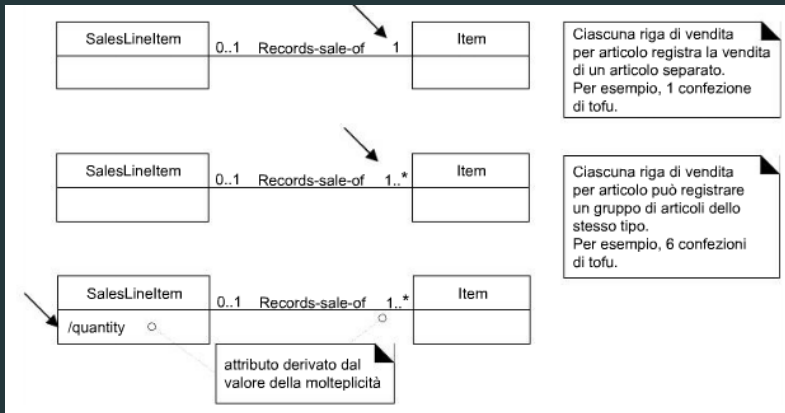 SalesLineItem
0..1 Records-sale-of 1
Item
Ciascuna riga di vendita
per articolo registra la vendita
di un articolo separato.
Per esempio, 1 confezione
di tofu.
SalesLineItem
0..1 Records-sale-of 1..*
Item
Ciascuna riga di vendita
per articolo può registrare
un gruppo di articoli dello
stesso tipo.
Per esempio, 6 confezioni
di tofu.
SalesLineItem
/quantity
0..1 Records-sale-of 1..*
Item
attributo derivato dal
valore della molteplicità